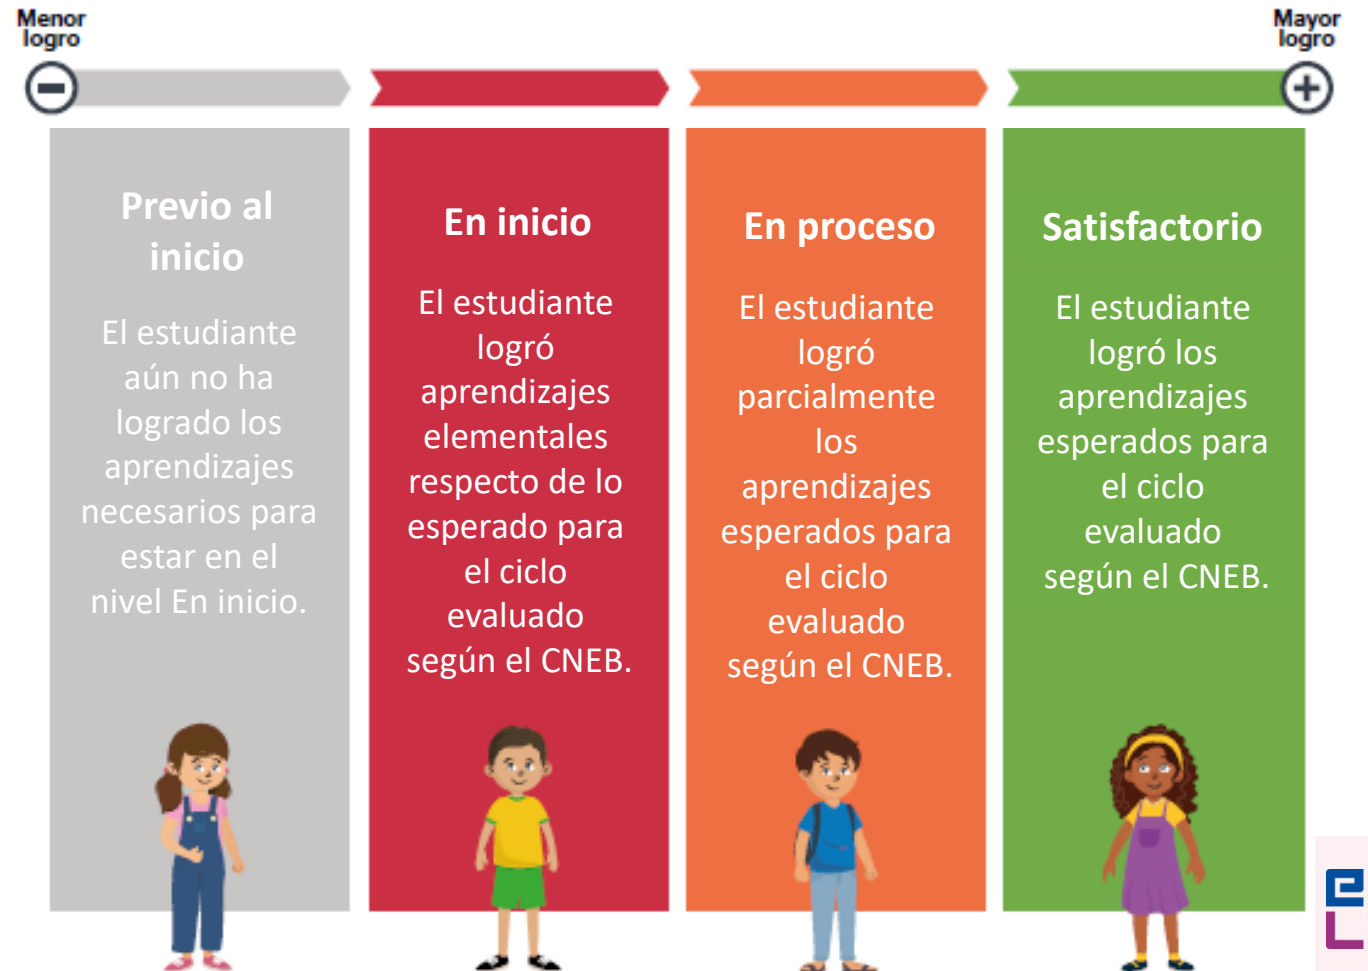 Menor
logro
Mayor
logro
Previo al
inicio
El estudiante
aún no ha
logrado los
aprendizajes
necesarios para
estar en el
nivel En inicio.
En inicio
El estudiante
logró
aprendizajes
elementales
respecto de lo
esperado para
el ciclo
evaluado
según el CNEB.
En proceso
El estudiante
logró
parcialmente
los
aprendizajes
esperados para
el ciclo
evaluado
según el CNEB.
Satisfactorio
El estudiante
logró los
aprendizajes
esperados para
el ciclo
evaluado
según el CNEB.